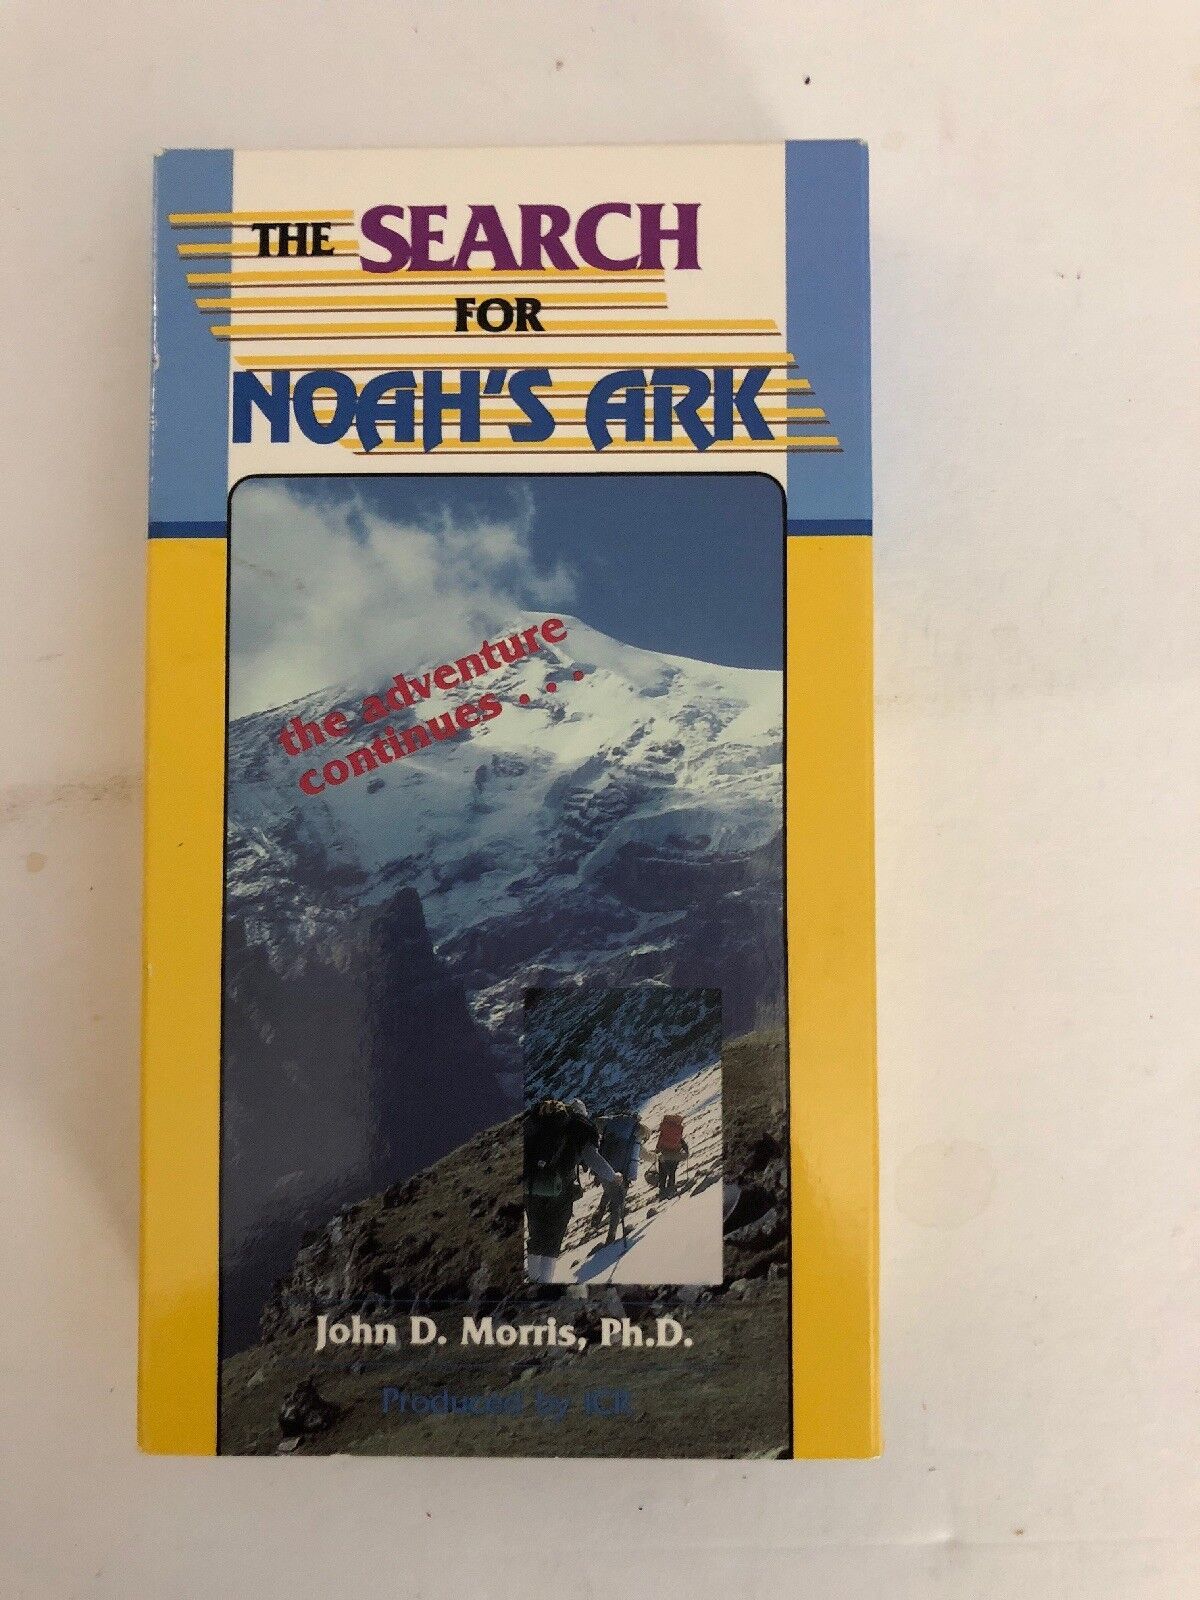 THE SEARCH
FOR
NOAH'S ARK
the adventure
continues . . .
John D. Morris, Ph.D.
Produced by ICR